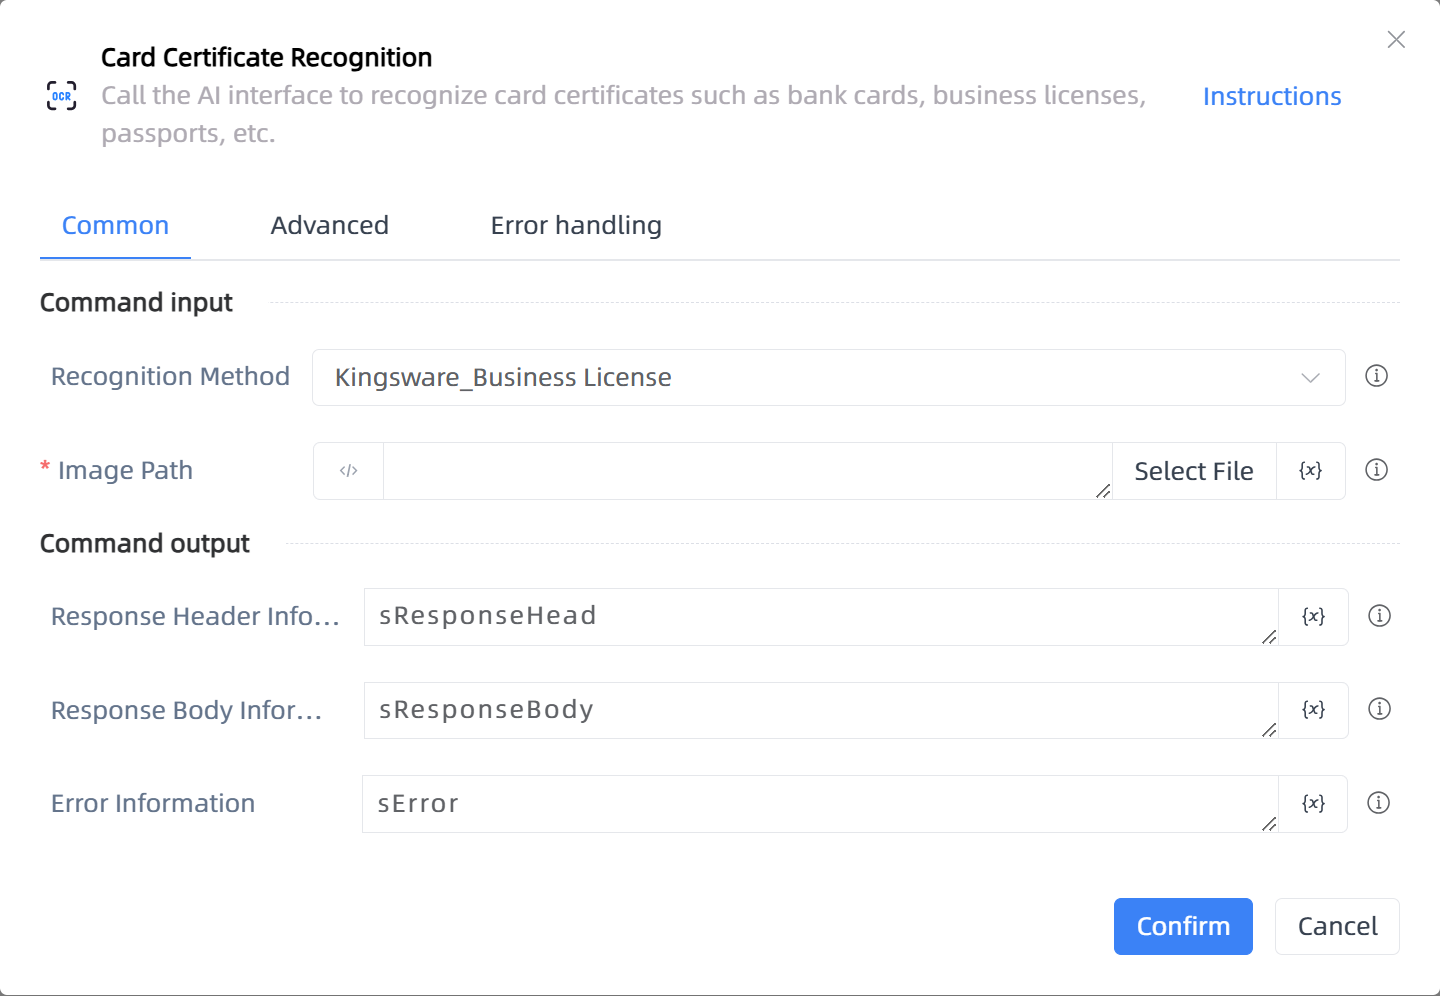 Card Certificate Recognition
OCR
Call the AI interface to recognize card certificates such as bank cards, business licenses,
passports, etc.
Instructions
Common
Advanced
Error handling
Command input
Recognition Method
Kingsware_Business License
* Image Path
</>
Select File
{x}
Command output
Response Header Info...
sResponseHead
{x}
Response Body Infor...
sResponseBody
{x}
Error Information
sError
{x}
Confirm
Cancel